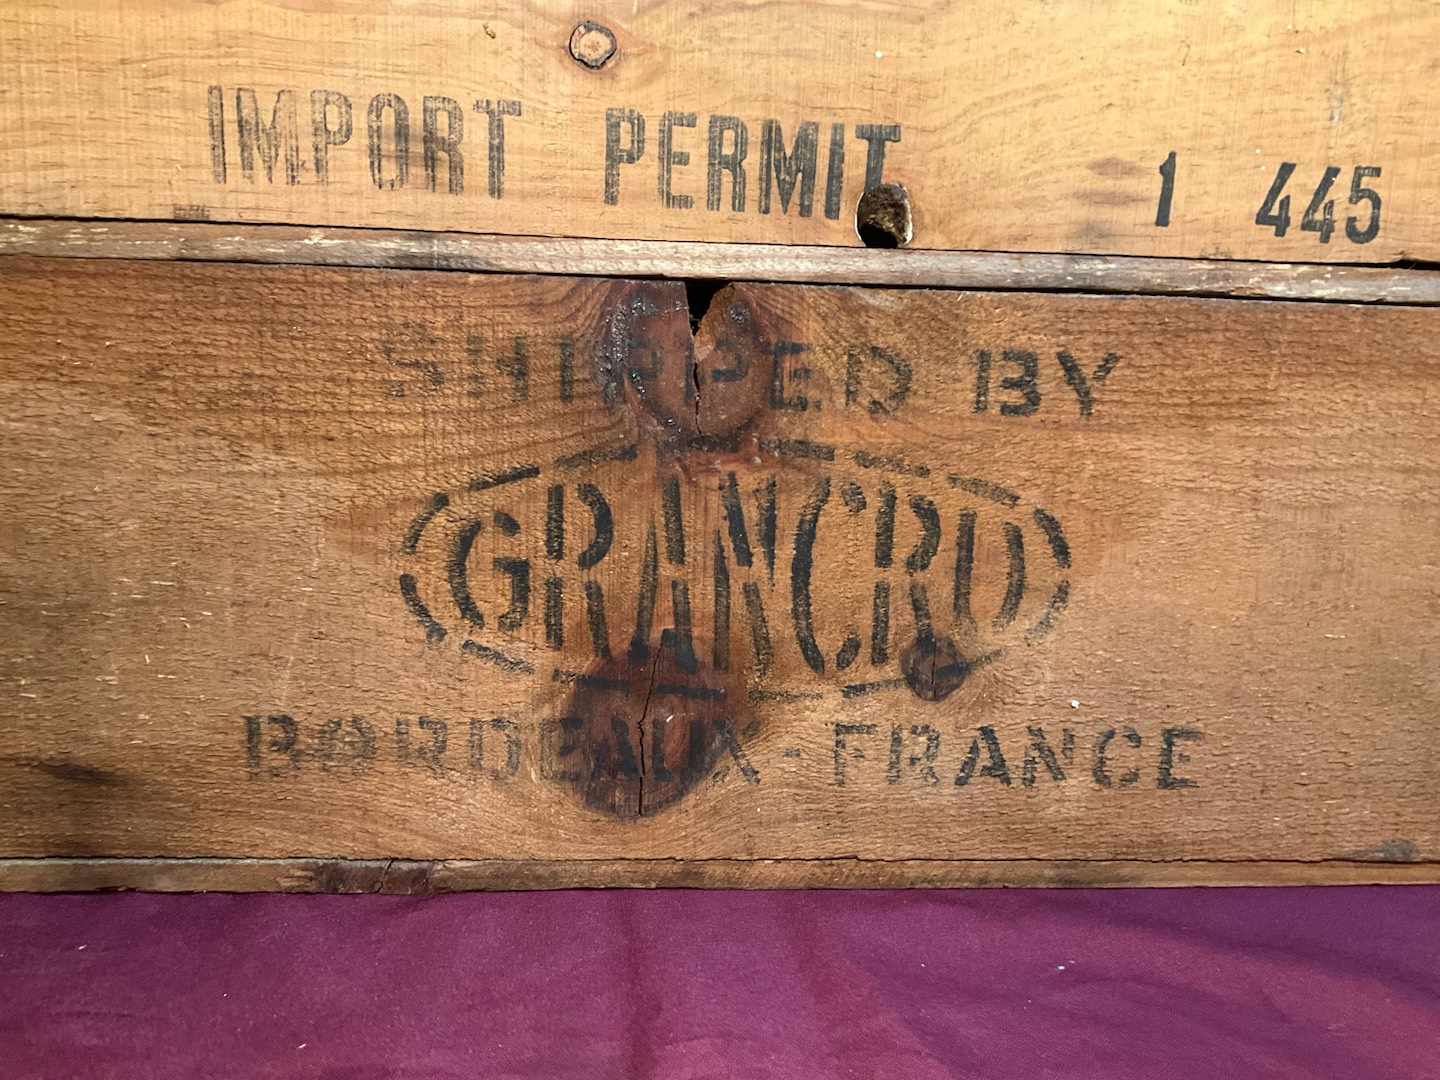 IMPORT PERMIT 1 445
SHIPPED BY
GRANCRU
BORDEAUX - FRANCE